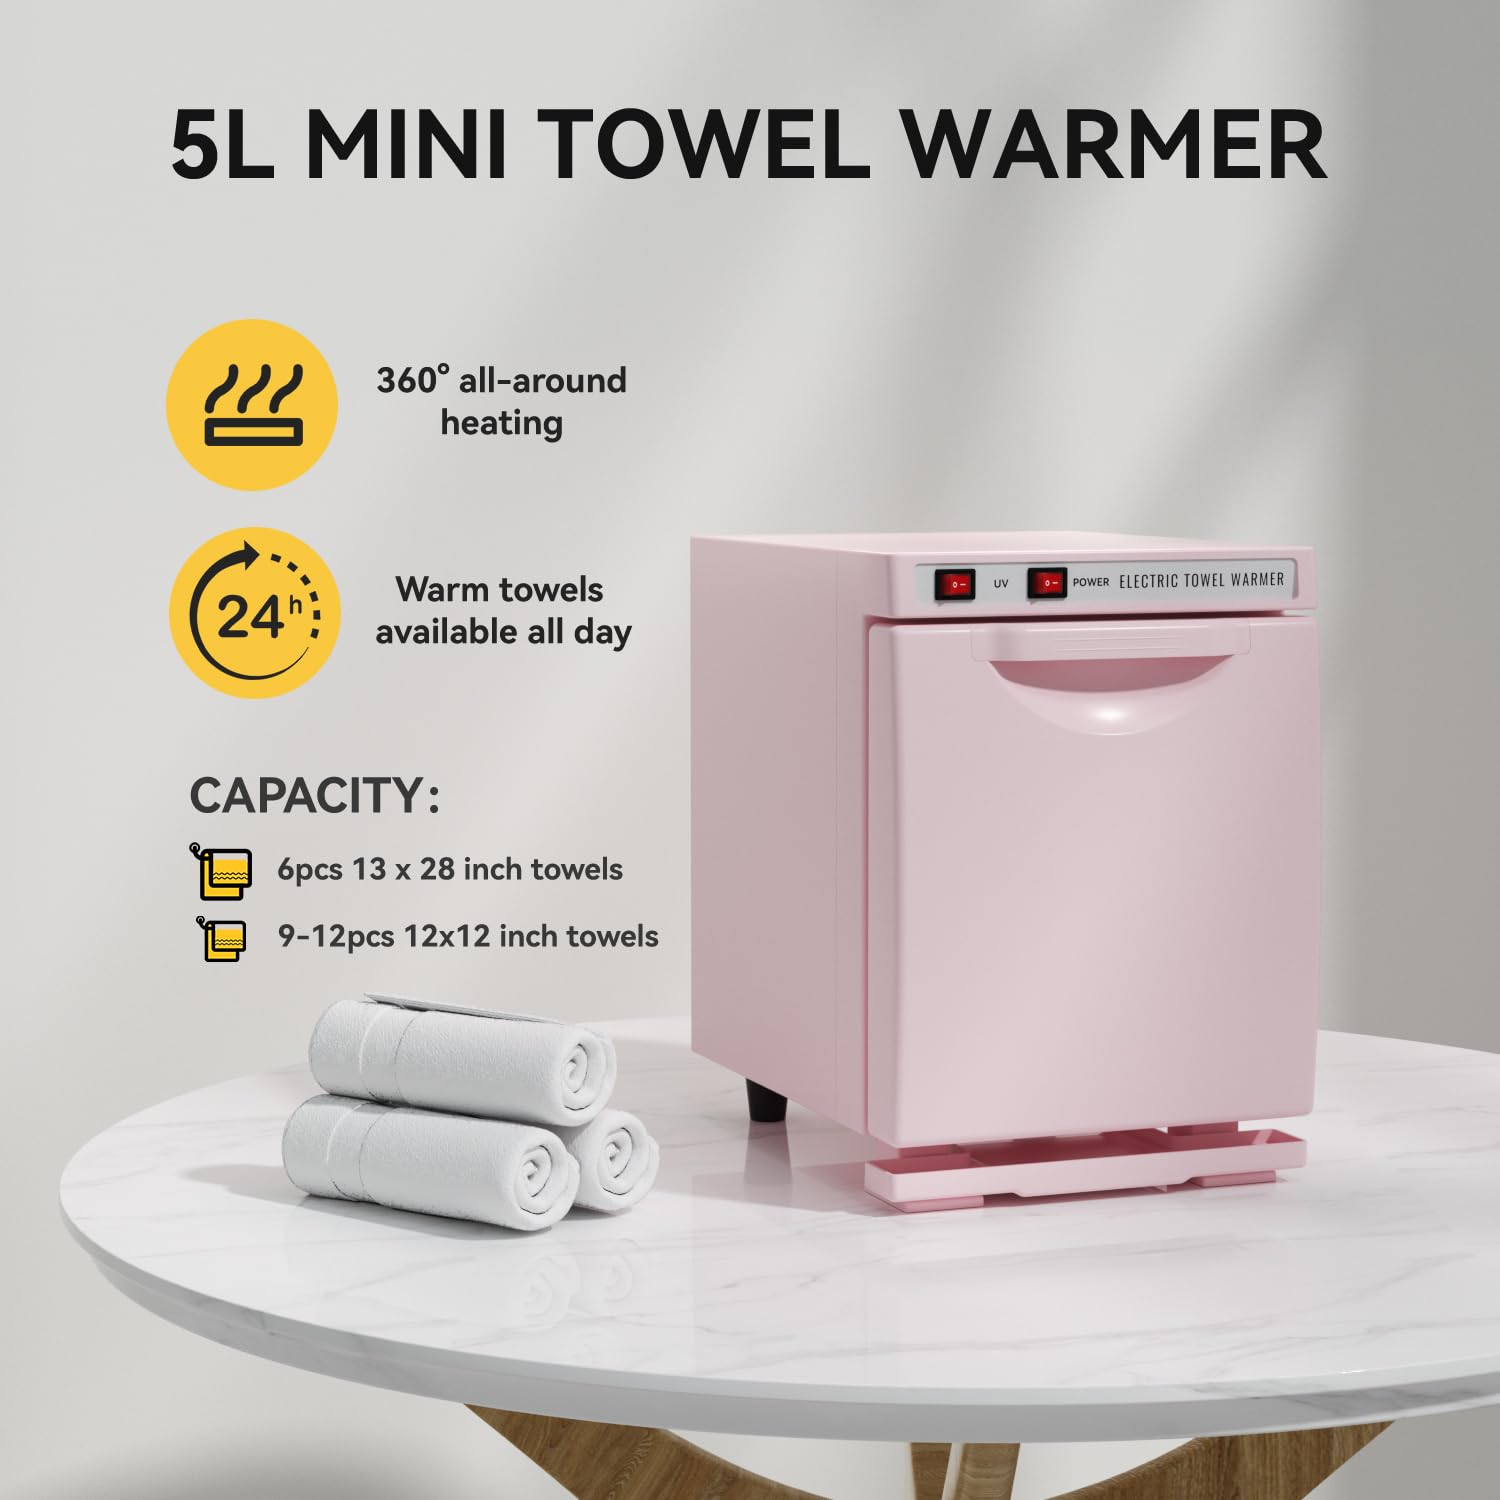 5L MINI TOWEL WARMER
360° all-around
heating
24h
Warm towels
available all day
CAPACITY:
6pcs 13 x 28 inch towels
9-12pcs 12x12 inch towels
UV
POWER
ELECTRIC TOWEL WARMER